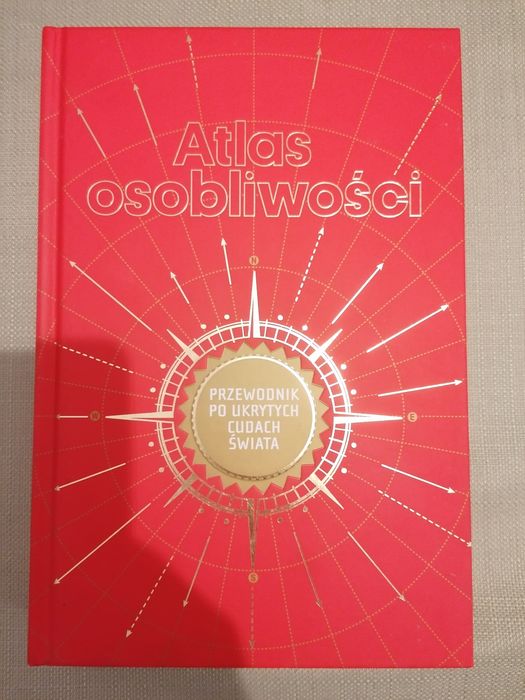 Atlas
osobliwości
N
PRZEWODNIK
PO UKRYTYCH
CUDACH
ŚWIATA
W
E
S